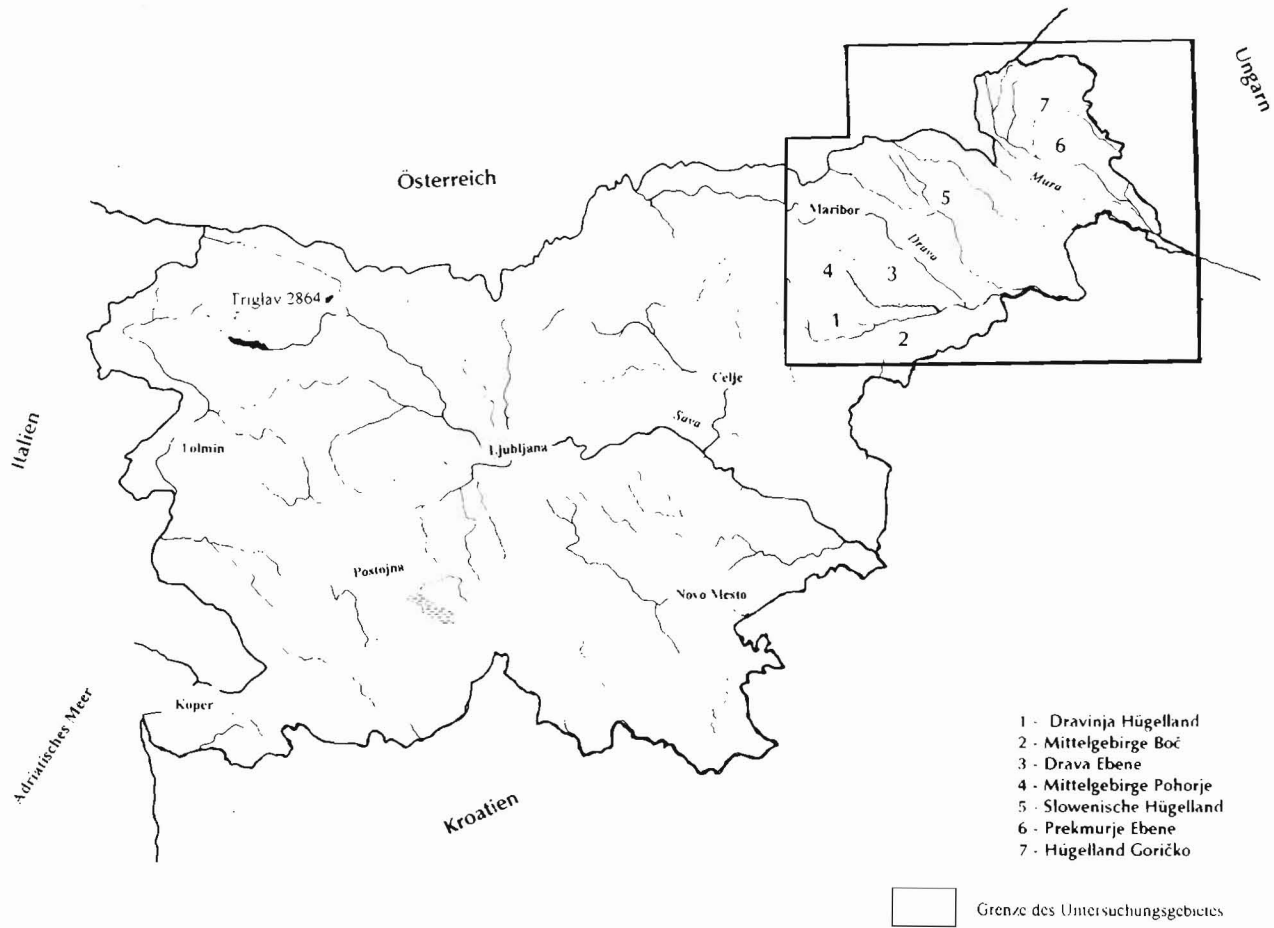 Ungarn
7
6
Österreich
Mura
5
Maribor
Drava
4
3
Triglav 2864
1
2
Celje
Italien
Sava
Tolmin
Ljubljana
Postojna
Novo Mesto
Koper
Adriatisches Meer
Kroatien
1 - Dravinja Hügelland
2 - Mittelgebirge Boč
3 - Drava Ebene
4 - Mittelgebirge Pohorje
5 - Slowenische Hügelland
6 - Prekmurje Ebene
7 - Hügelland Goričko
Grenze des Untersuchungsgebietes